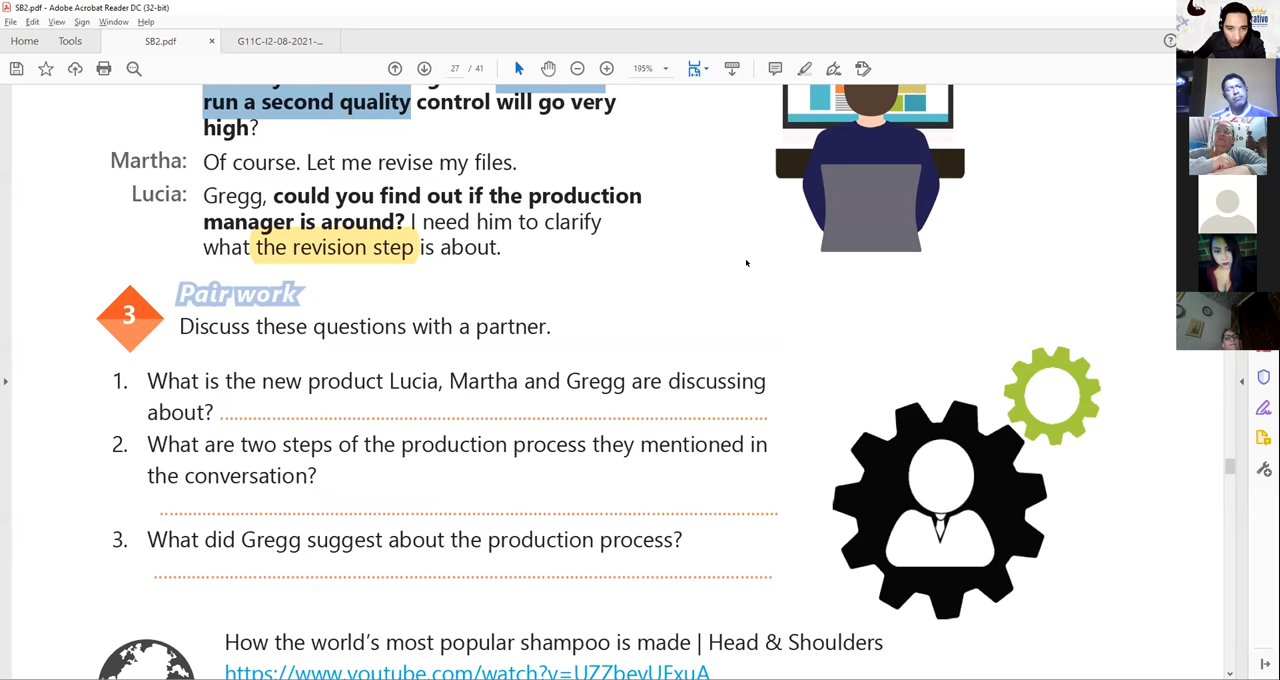 SB2.pdf - Adobe Acrobat Reader DC (32-bit)
File Edit View Sign Window Help
Home Tools SB2.pdf × G11C-I2-08-2021-...
27 / 41 195%
run a second quality control will go very
high?
Martha: Of course. Let me revise my files.
Lucia: Gregg, could you find out if the production
manager is around? I need him to clarify
what the revision step is about.
3 Pair work
Discuss these questions with a partner.
1. What is the new product Lucia, Martha and Gregg are discussing
about?
2. What are two steps of the production process they mentioned in
the conversation?
3. What did Gregg suggest about the production process?
How the world's most popular shampoo is made | Head & Shoulders